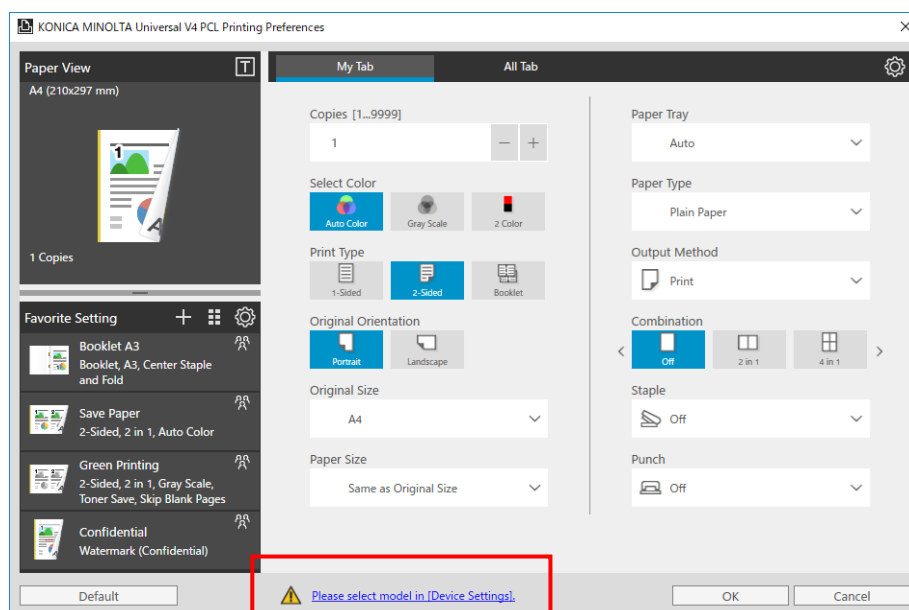 KONICA MINOLTA Universal V4 PCL Printing Preferences
Paper View
T
A4 (210x297 mm)
1
A
1 Copies
Favorite Setting
Booklet A3
Booklet, A3, Center Staple
and Fold
Save Paper
2-Sided, 2 in 1, Auto Color
Green Printing
2-Sided, 2 in 1, Gray Scale,
Toner Save, Skip Blank Pages
Confidential
Watermark (Confidential)
My Tab
All Tab
Copies [1...9999]
1
Select Color
Auto Color
Gray Scale
2 Color
Print Type
1-Sided
2-Sided
Booklet
Original Orientation
Portrait
Landscape
Original Size
A4
Paper Size
Same as Original Size
Paper Tray
Auto
Paper Type
Plain Paper
Output Method
Print
Combination
Off
2 in 1
4 in 1
Staple
Off
Punch
Off
Default
Please select model in [Device Settings].
OK
Cancel